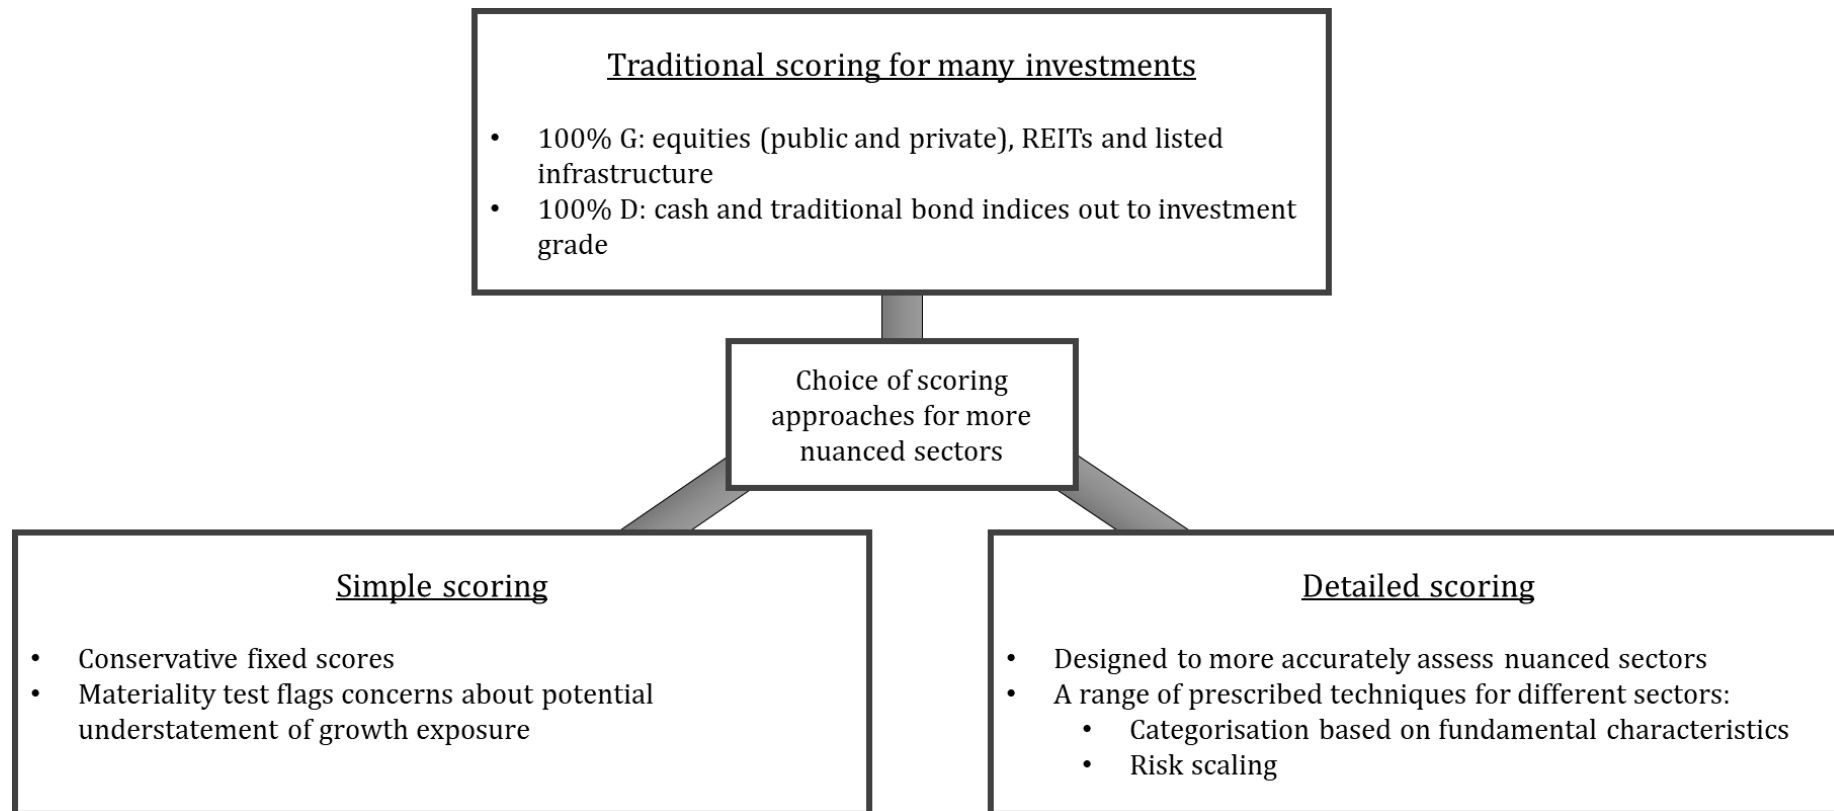 Traditional scoring for many investments
• 100% G: equities (public and private), REITs and listed
infrastructure
• 100% D: cash and traditional bond indices out to investment
grade
Choice of scoring
approaches for more
nuanced sectors
Simple scoring
• Conservative fixed scores
• Materiality test flags concerns about potential
understatement of growth exposure
Detailed scoring
• Designed to more accurately assess nuanced sectors
• A range of prescribed techniques for different sectors:
• Categorisation based on fundamental characteristics
• Risk scaling